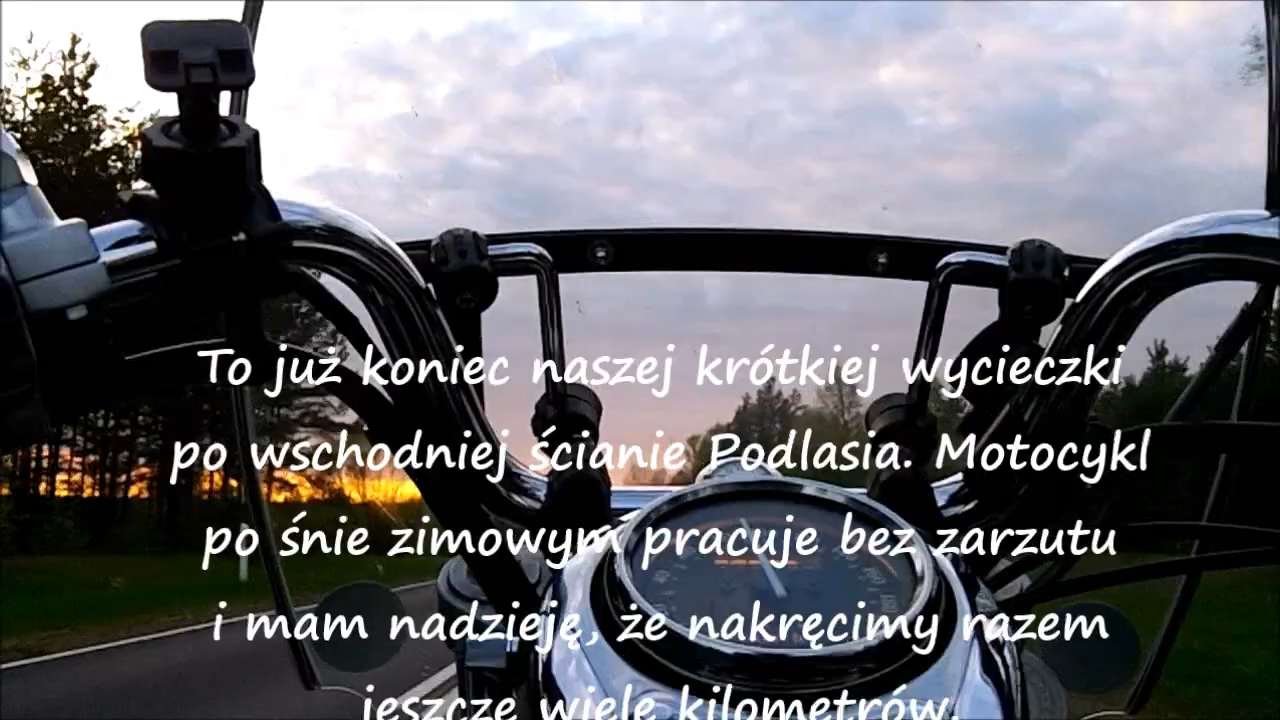 To już koniec naszej krótkiej wycieczki
po wschodniej ścianie Podlasia. Motocykl
po śnie zimowym pracuje bez zarzutu
i mam nadzieję, że nakręcimy razem
jeszcze wiele kilometrów.